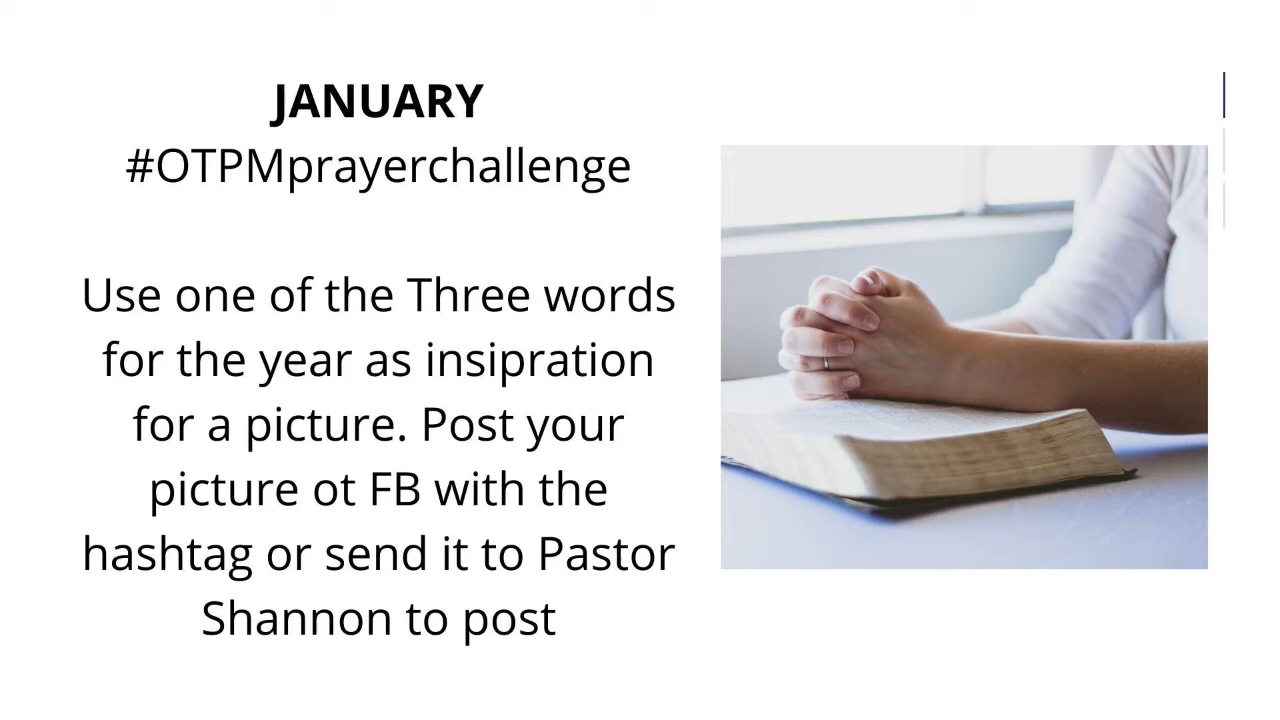 JANUARY
#OTPMprayerchallenge
Use one of the Three words
for the year as insipration
for a picture. Post your
picture ot FB with the
hashtag or send it to Pastor
Shannon to post